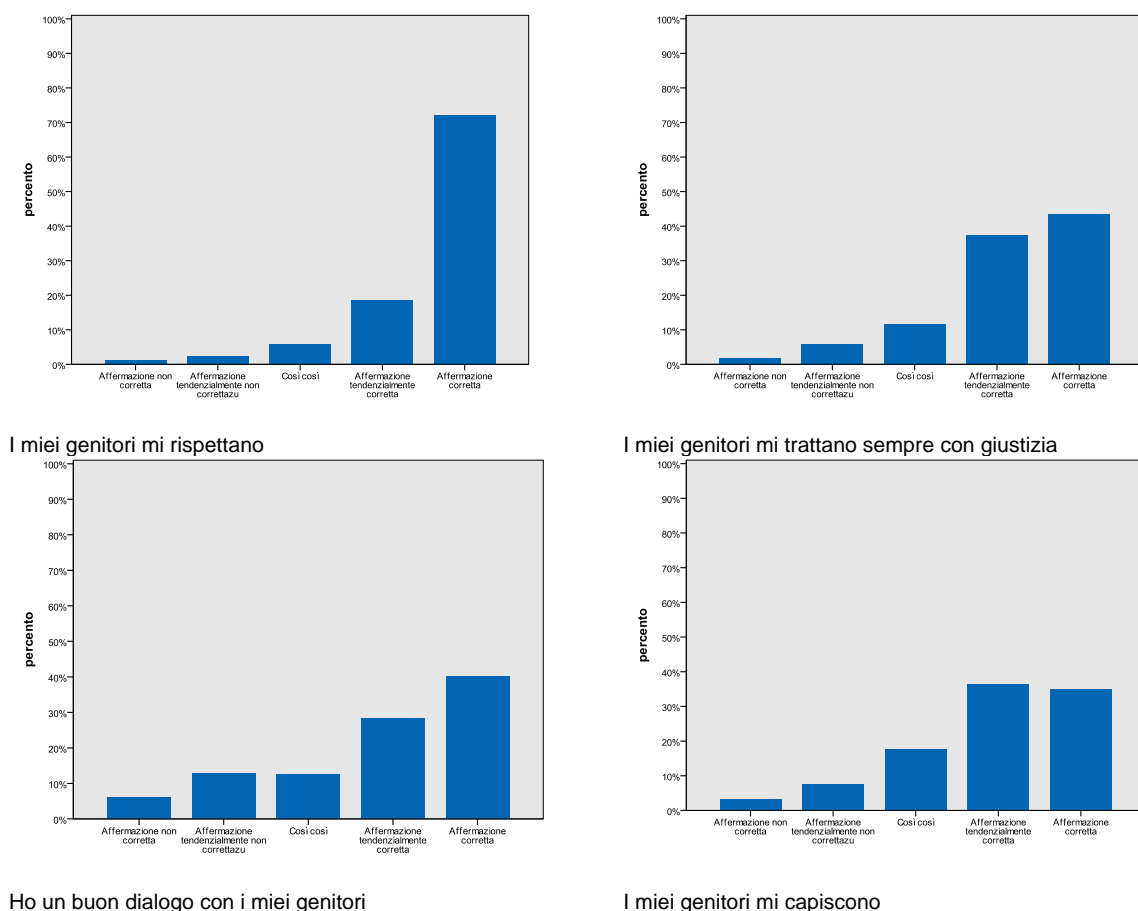 100%
90%
80%
70%
60%
50%
40%
30%
20%
10%
0%
percento
Affermazione non
corretta
Affermazione
tendenzialmente non
correttazu
Così così
Affermazione
tendenzialmente
corretta
Affermazione
corretta
I miei genitori mi rispettano
100%
90%
80%
70%
60%
50%
40%
30%
20%
10%
0%
percento
Affermazione non
corretta
Affermazione
tendenzialmente non
correttazu
Così così
Affermazione
tendenzialmente
corretta
Affermazione
corretta
I miei genitori mi trattano sempre con giustizia
100%
90%
80%
70%
60%
50%
40%
30%
20%
10%
0%
percento
Affermazione non
corretta
Affermazione
tendenzialmente non
correttazu
Così così
Affermazione
tendenzialmente
corretta
Affermazione
corretta
Ho un buon dialogo con i miei genitori
100%
90%
80%
70%
60%
50%
40%
30%
20%
10%
0%
percento
Affermazione non
corretta
Affermazione
tendenzialmente non
correttazu
Così così
Affermazione
tendenzialmente
corretta
Affermazione
corretta
I miei genitori mi capiscono